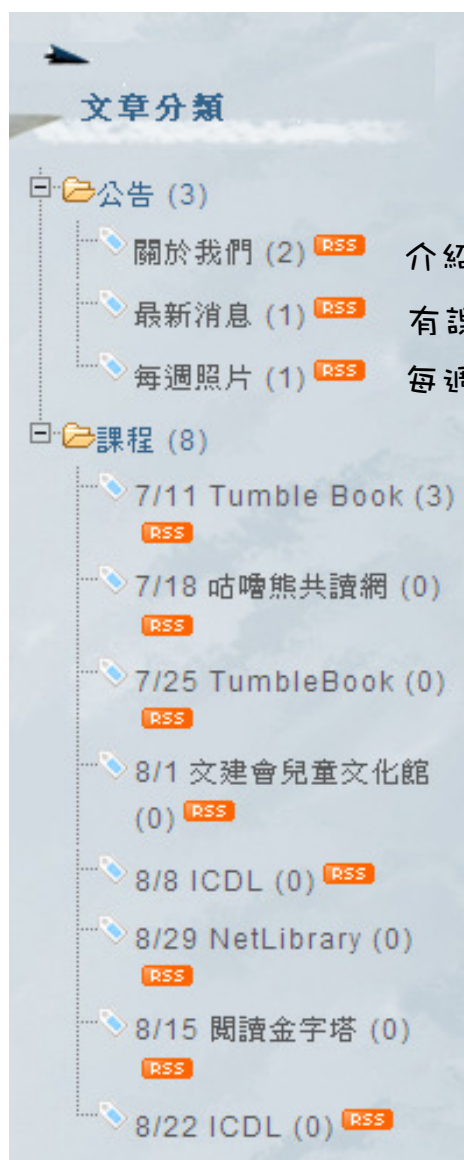 文章分類
公告 (3)
關於我們 (2) RSS 介紹
最新消息 (1) RSS 有
每週照片 (1) RSS 每週
課程 (8)
7/11 Tumble Book (3)
RSS
7/18 咕嚕熊共讀網 (0)
RSS
7/25 TumbleBook (0)
RSS
8/1 文建會兒童文化館
(0) RSS
8/8 ICDL (0) RSS
8/29 NetLibrary (0)
RSS
8/15 閱讀金字塔 (0)
RSS
8/22 ICDL (0) RSS